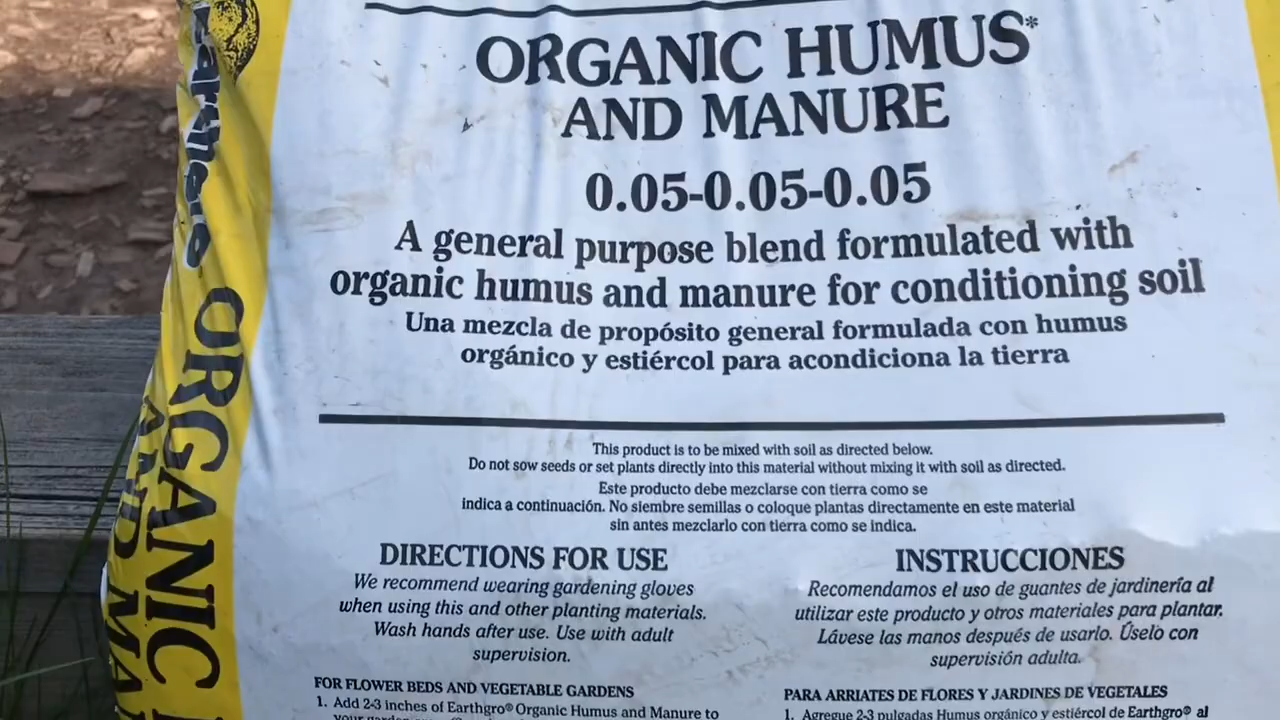 ORGANIC HUMUS*
AND MANURE
0.05-0.05-0.05
A general purpose blend formulated with
organic humus and manure for conditioning soil
Una mezcla de propósito general formulada con humus
orgánico y estiércol para acondiciona la tierra
This product is to be mixed with soil as directed below.
Do not sow seeds or set plants directly into this material without mixing it with soil as directed.
Este producto debe mezclarse con tierra como se
indica a continuación. No siembre semillas o coloque plantas directamente en este material
sin antes mezclarlo con tierra como se indica.
DIRECTIONS FOR USE
We recommend wearing gardening gloves
when using this and other planting materials.
Wash hands after use. Use with adult
supervision.
FOR FLOWER BEDS AND VEGETABLE GARDENS
1. Add 2-3 inches of Earthgro® Organic Humus and Manure to
INSTRUCCIONES
Recomendamos el uso de guantes de jardinería al
utilizar este producto y otros materiales para plantar.
Lávese las manos después de usarlo. Úselo con
supervisión adulta.
PARA ARRIATES DE FLORES Y JARDINES DE VEGETALES
1. Agregue 2-3 pulgadas Humus orgánico y estiércol de Earthgro® al
Earthgro
ORGANIC
AND MA